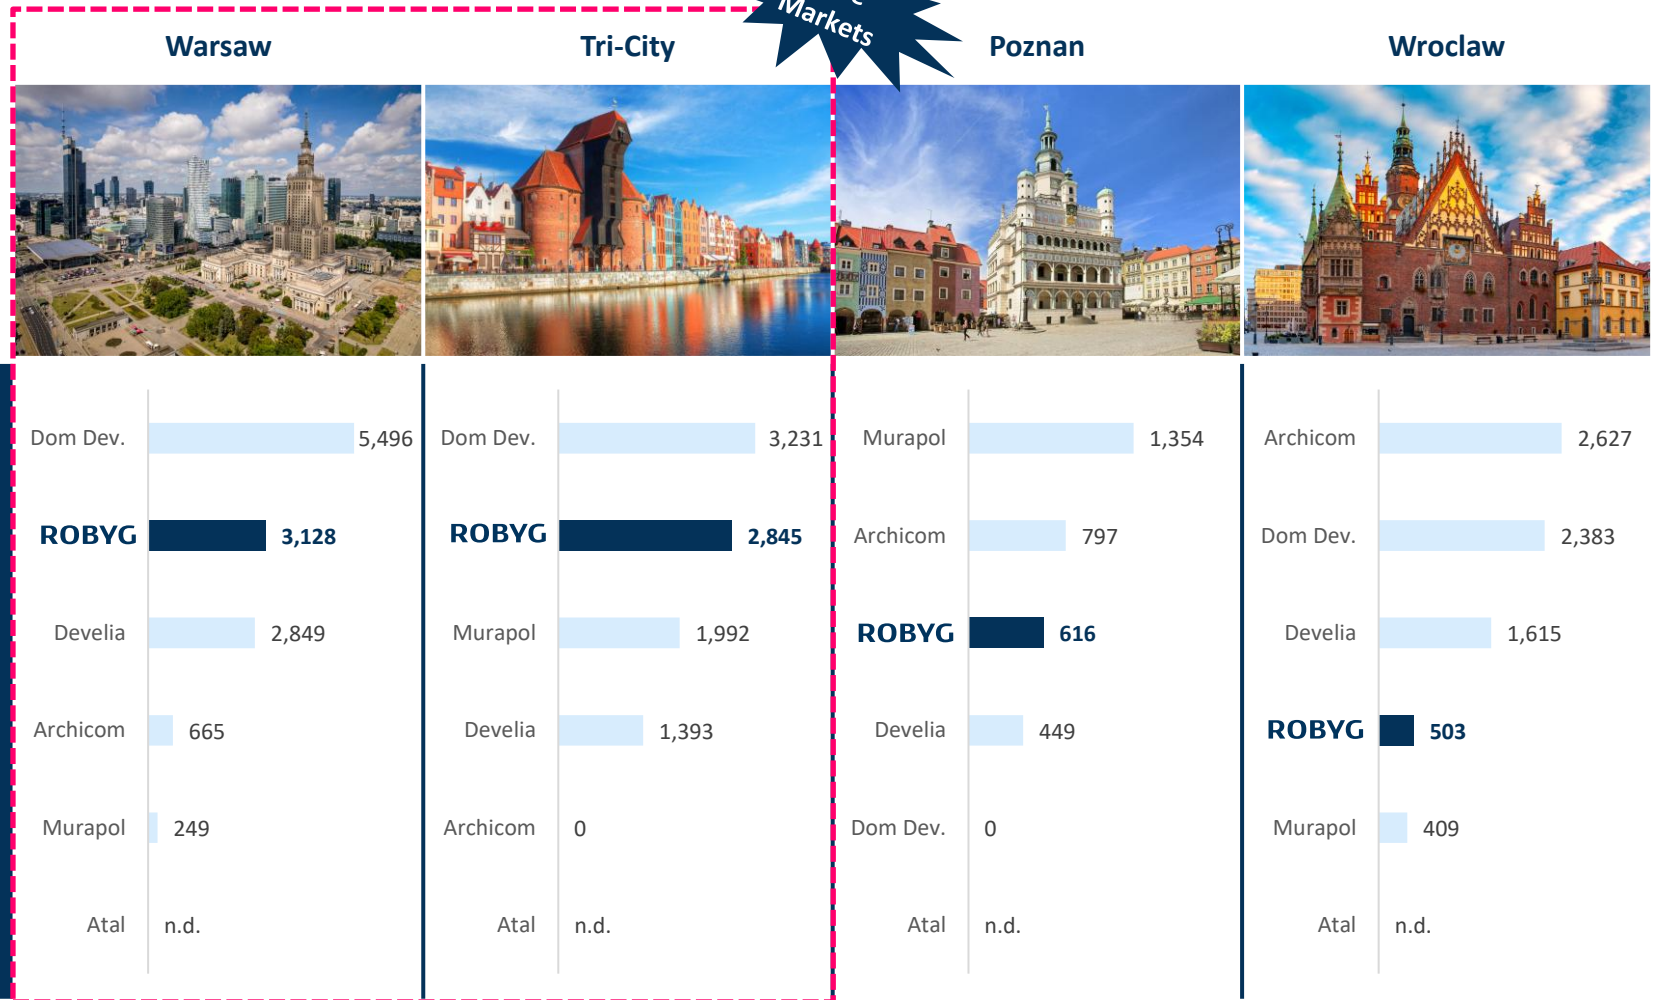 Markets
Warsaw
Tri-City
Poznan
Wroclaw
Dom Dev.
5,496
ROBYG
3,128
Develia
2,849
Archicom
665
Murapol
249
Atal
n.d.
Dom Dev.
3,231
ROBYG
2,845
Murapol
1,992
Develia
1,393
Archicom
0
Atal
n.d.
Murapol
1,354
Archicom
797
ROBYG
616
Develia
449
Dom Dev.
0
Atal
n.d.
Archicom
2,627
Dom Dev.
2,383
Develia
1,615
ROBYG
503
Murapol
409
Atal
n.d.